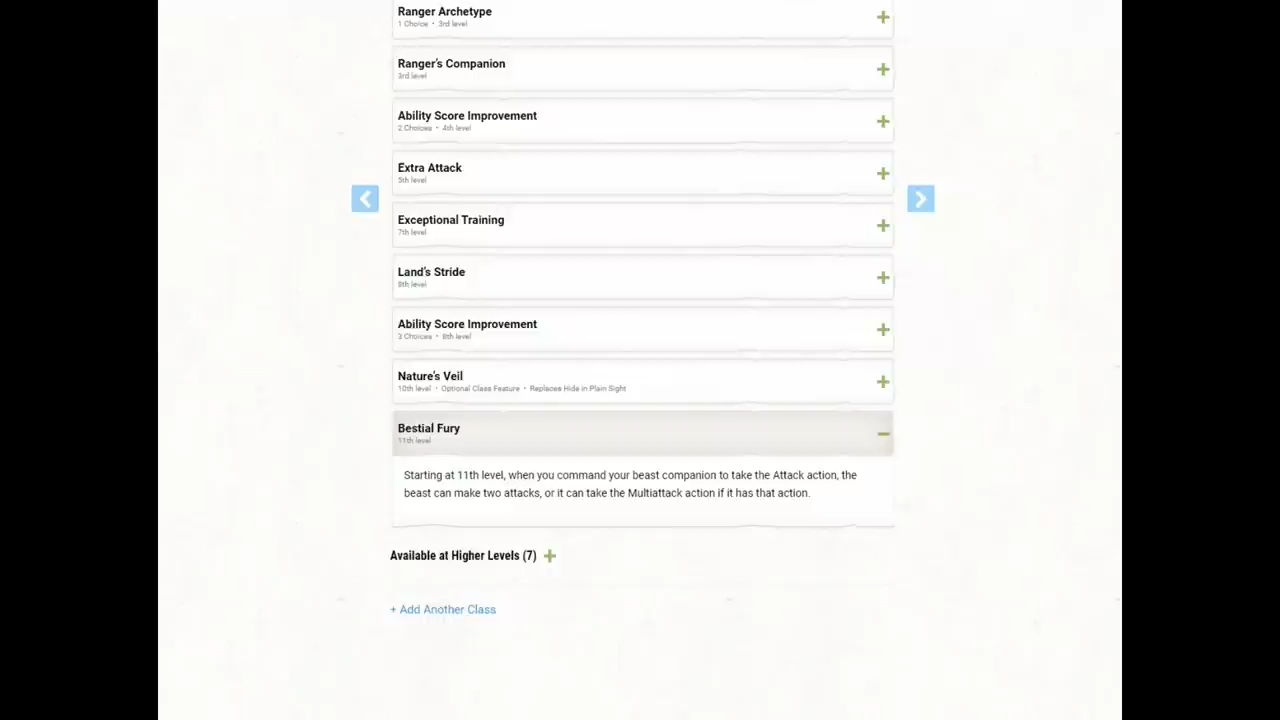 Ranger Archetype
1 Choice • 3rd level
Ranger's Companion
3rd level
Ability Score Improvement
2 Choices • 4th level
Extra Attack
5th level
Exceptional Training
7th level
Land's Stride
8th level
Ability Score Improvement
3 Choices • 8th level
Nature's Veil
10th level • Optional Class Feature • Replaces Hide in Plain Sight
Bestial Fury
11th level
Starting at 11th level, when you command your beast companion to take the Attack action, the
beast can make two attacks, or it can take the Multiattack action if it has that action.
Available at Higher Levels (7)
+ Add Another Class